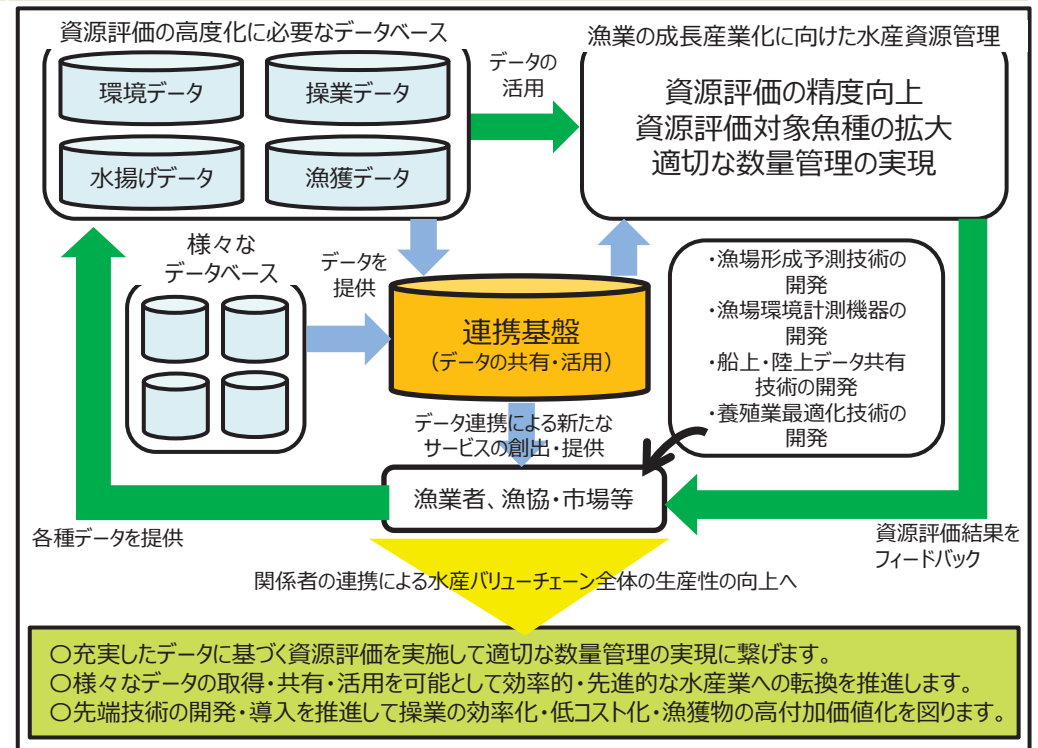 資源評価の高度化に必要なデータベース
環境データ
操業データ
水揚げデータ
漁獲データ
データの
活用
漁業の成長産業化に向けた水産資源管理
資源評価の精度向上
資源評価対象魚種の拡大
適切な数量管理の実現
様々な
データベース
データを
提供
連携基盤
（データの共有・活用）
・漁場形成予測技術の
開発
・漁場環境計測機器の
開発
・船上・陸上データ共有
技術の開発
・養殖業最適化技術の
開発
データ連携による新たな
サービスの創出・提供
漁業者、漁協・市場等
各種データを提供
資源評価結果を
フィードバック
関係者の連携による水産バリューチェーン全体の生産性の向上へ
〇充実したデータに基づく資源評価を実施して適切な数量管理の実現に繋げます。
〇様々なデータの取得・共有・活用を可能として効率的・先進的な水産業への転換を推進します。
〇先端技術の開発・導入を推進して操業の効率化・低コスト化・漁獲物の高付加価値化を図ります。